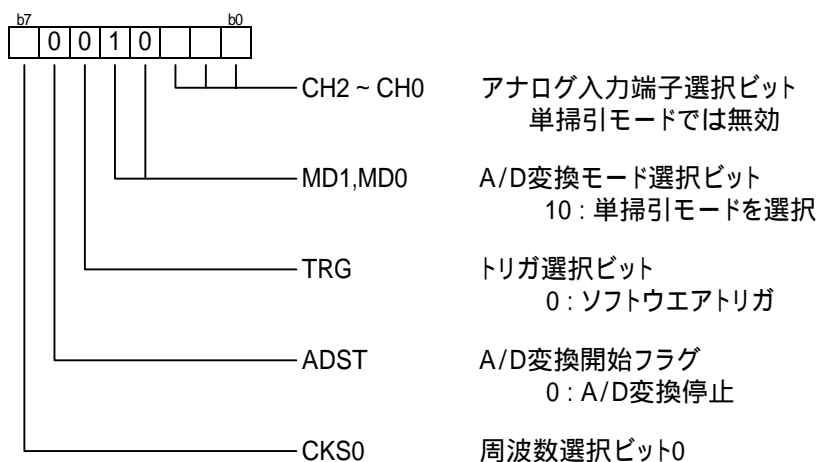 b7 b0
0 0 1 0
CH2 ~ CH0 アナログ入力端子選択ビット
単掃引モードでは無効
MD1,MD0 A/D変換モード選択ビット
10 : 単掃引モードを選択
TRG トリガ選択ビット
0 : ソフトウエアトリガ
ADST A/D変換開始フラグ
0 : A/D変換停止
CKS0 周波数選択ビット0